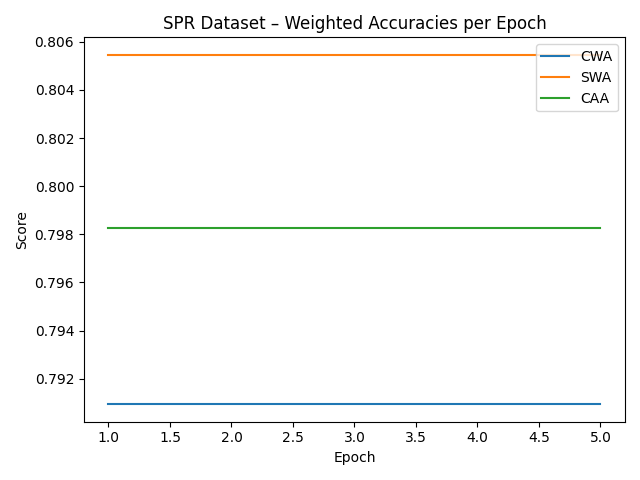 SPR Dataset – Weighted Accuracies per Epoch
Score
0.806
0.804
0.802
0.800
0.798
0.796
0.794
0.792
CWA
SWA
CAA
1.0 1.5 2.0 2.5 3.0 3.5 4.0 4.5 5.0
Epoch